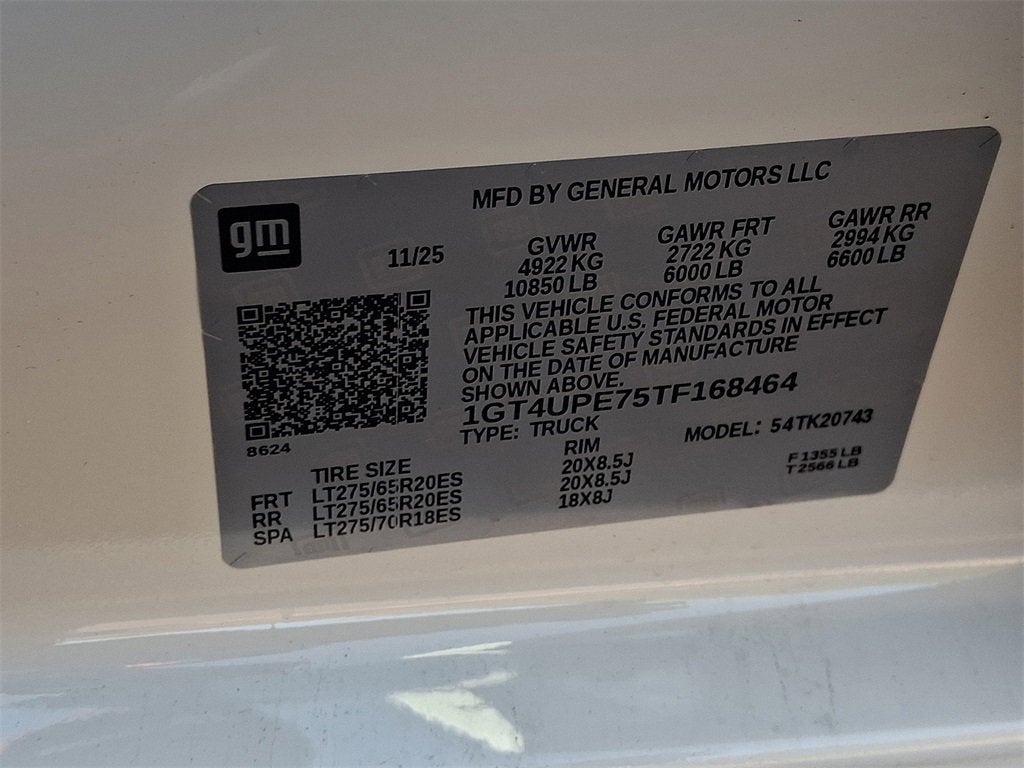 gm
MFD BY GENERAL MOTORS LLC
11/25
GVWR
4922 KG
10850 LB
GAWR FRT
2722 KG
6000 LB
GAWR RR
2994 KG
6600 LB
THIS VEHICLE CONFORMS TO ALL
APPLICABLE U.S. FEDERAL MOTOR
VEHICLE SAFETY STANDARDS IN EFFECT
ON THE DATE OF MANUFACTURE
SHOWN ABOVE.
1GT4UPE75TF168464
TYPE: TRUCK
MODEL: 54TK20743
8624
TIRE SIZE RIM
FRT LT275/65R20ES 20X8.5J
RR LT275/65R20ES 20X8.5J
SPA LT275/70R18ES 18X8J
F 1355 LB
T 2566 LB